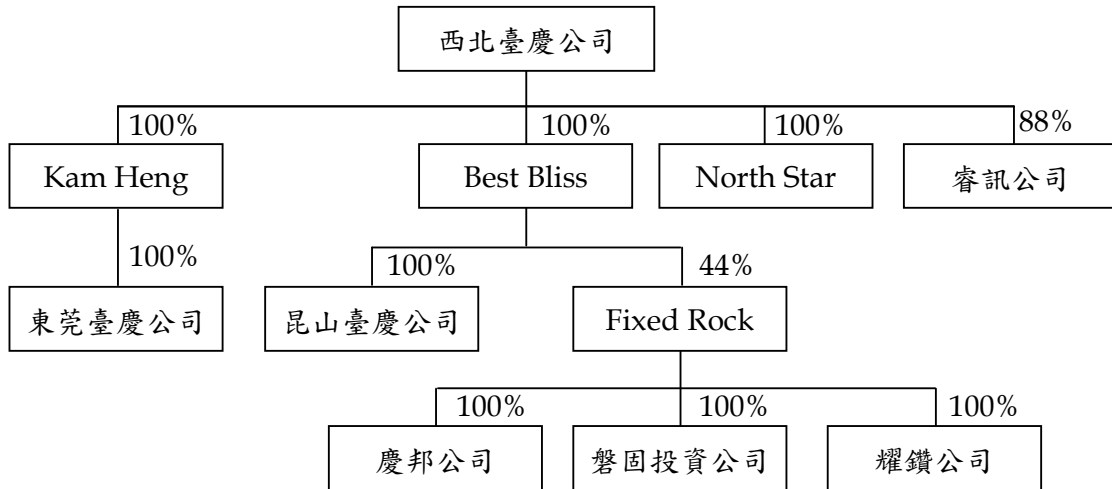 西北臺慶公司
100%
100%
100%
88%
Kam Heng
Best Bliss
North Star
睿訊公司
100%
100%
44%
東莞臺慶公司
昆山臺慶公司
Fixed Rock
100%
100%
100%
慶邦公司
磐固投資公司
耀鑽公司